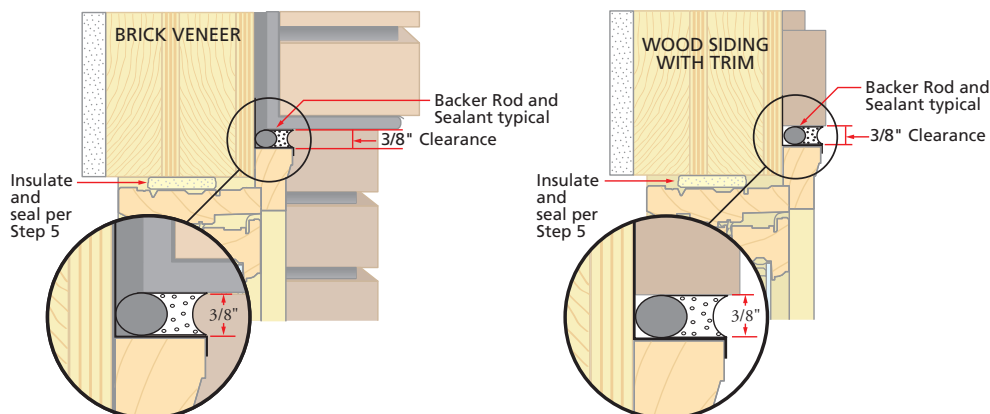 BRICK VENEER
Backer Rod and
Sealant typical
3/8" Clearance
Insulate
and
seal per
Step 5
3/8"
WOOD SIDING
WITH TRIM
Backer Rod and
Sealant typical
3/8" Clearance
Insulate
and
seal per
Step 5
3/8"